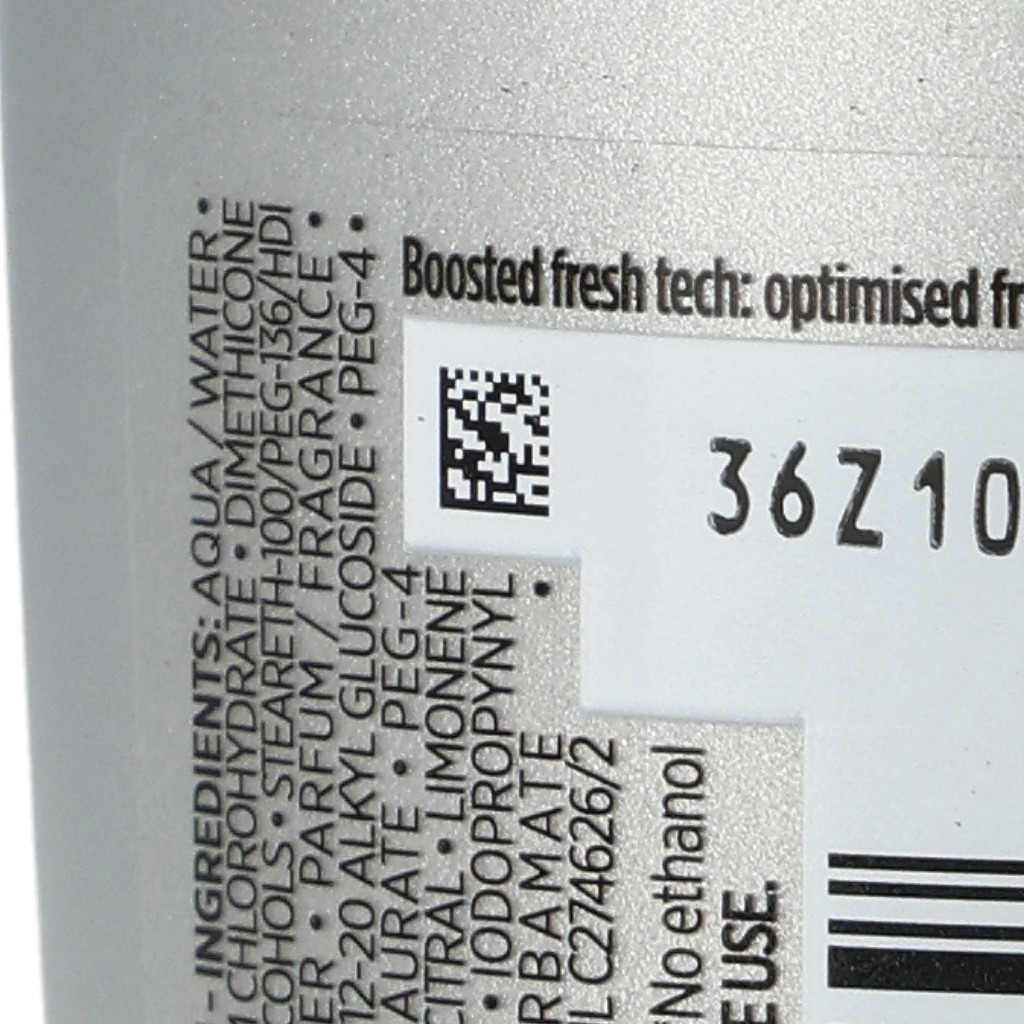 Boosted fresh tech: optimised fr
36Z10
- INGREDIENTS: AQUA / WATER •
CHLOROHYDRATE • DIMETHICONE
COHOLS • STEARETH-100/PEG-136/HDI
ER • PARFUM / FRAGRANCE •
12-20 ALKYL GLUCOSIDE • PEG-4
AURATE • PEG-4
CITRAL • LIMONENE
• IODOPROPYNYL
RBAMATE •
L C274626/2
*No ethanol
E USE.